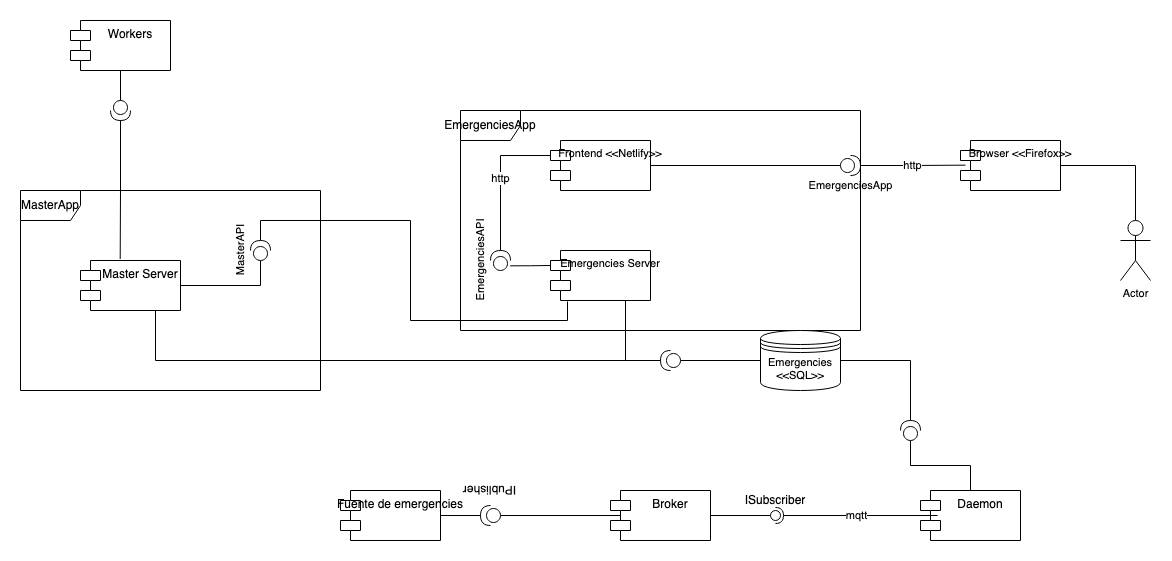 Workers
EmergenciesApp
Frontend <<Netlify>>
http
Browser <<Firefox>>
http
EmergenciesApp
MasterApp
MasterAPI
EmergenciesAPI
Master Server
Emergencies Server
Actor
Emergencies
<<SQL>>
IPublisher
Fuente de emergencies
Broker
ISubscriber
mqtt
Daemon